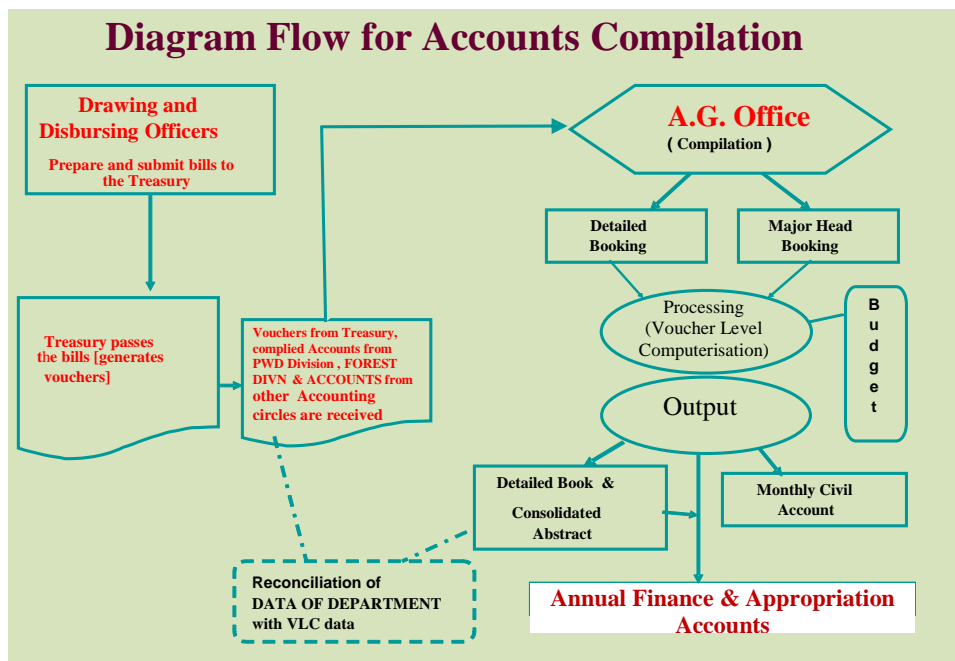 Diagram Flow for Accounts Compilation
Drawing and
Disbursing Officers
Prepare and submit bills to
the Treasury
Treasury passes
the bills [generates
vouchers]
Vouchers from Treasury,
complied Accounts from
PWD Division , FOREST
DIVN & ACCOUNTS from
other Accounting
circles are received
A.G. Office
( Compilation )
Detailed
Booking
Major Head
Booking
Processing
(Voucher Level
Computerisation)
B
u
d
g
e
t
Output
Detailed Book &
Consolidated
Abstract
Monthly Civil
Account
Reconciliation of
DATA OF DEPARTMENT
with VLC data
Annual Finance & Appropriation
Accounts